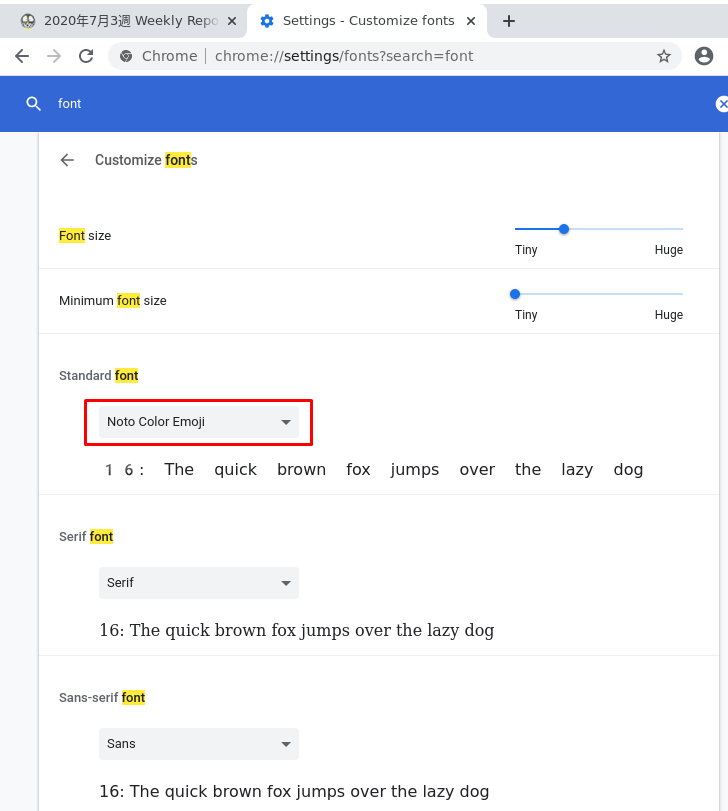 2020年7月3週 Weekly Repo
Settings - Customize fonts
Chrome
chrome://settings/fonts?search=font
font
Customize fonts
Font size
Tiny
Huge
Minimum font size
Tiny
Huge
Standard font
Noto Color Emoji
16: The quick brown fox jumps over the lazy dog
Serif font
Serif
16: The quick brown fox jumps over the lazy dog
Sans-serif font
Sans
16: The quick brown fox jumps over the lazy dog